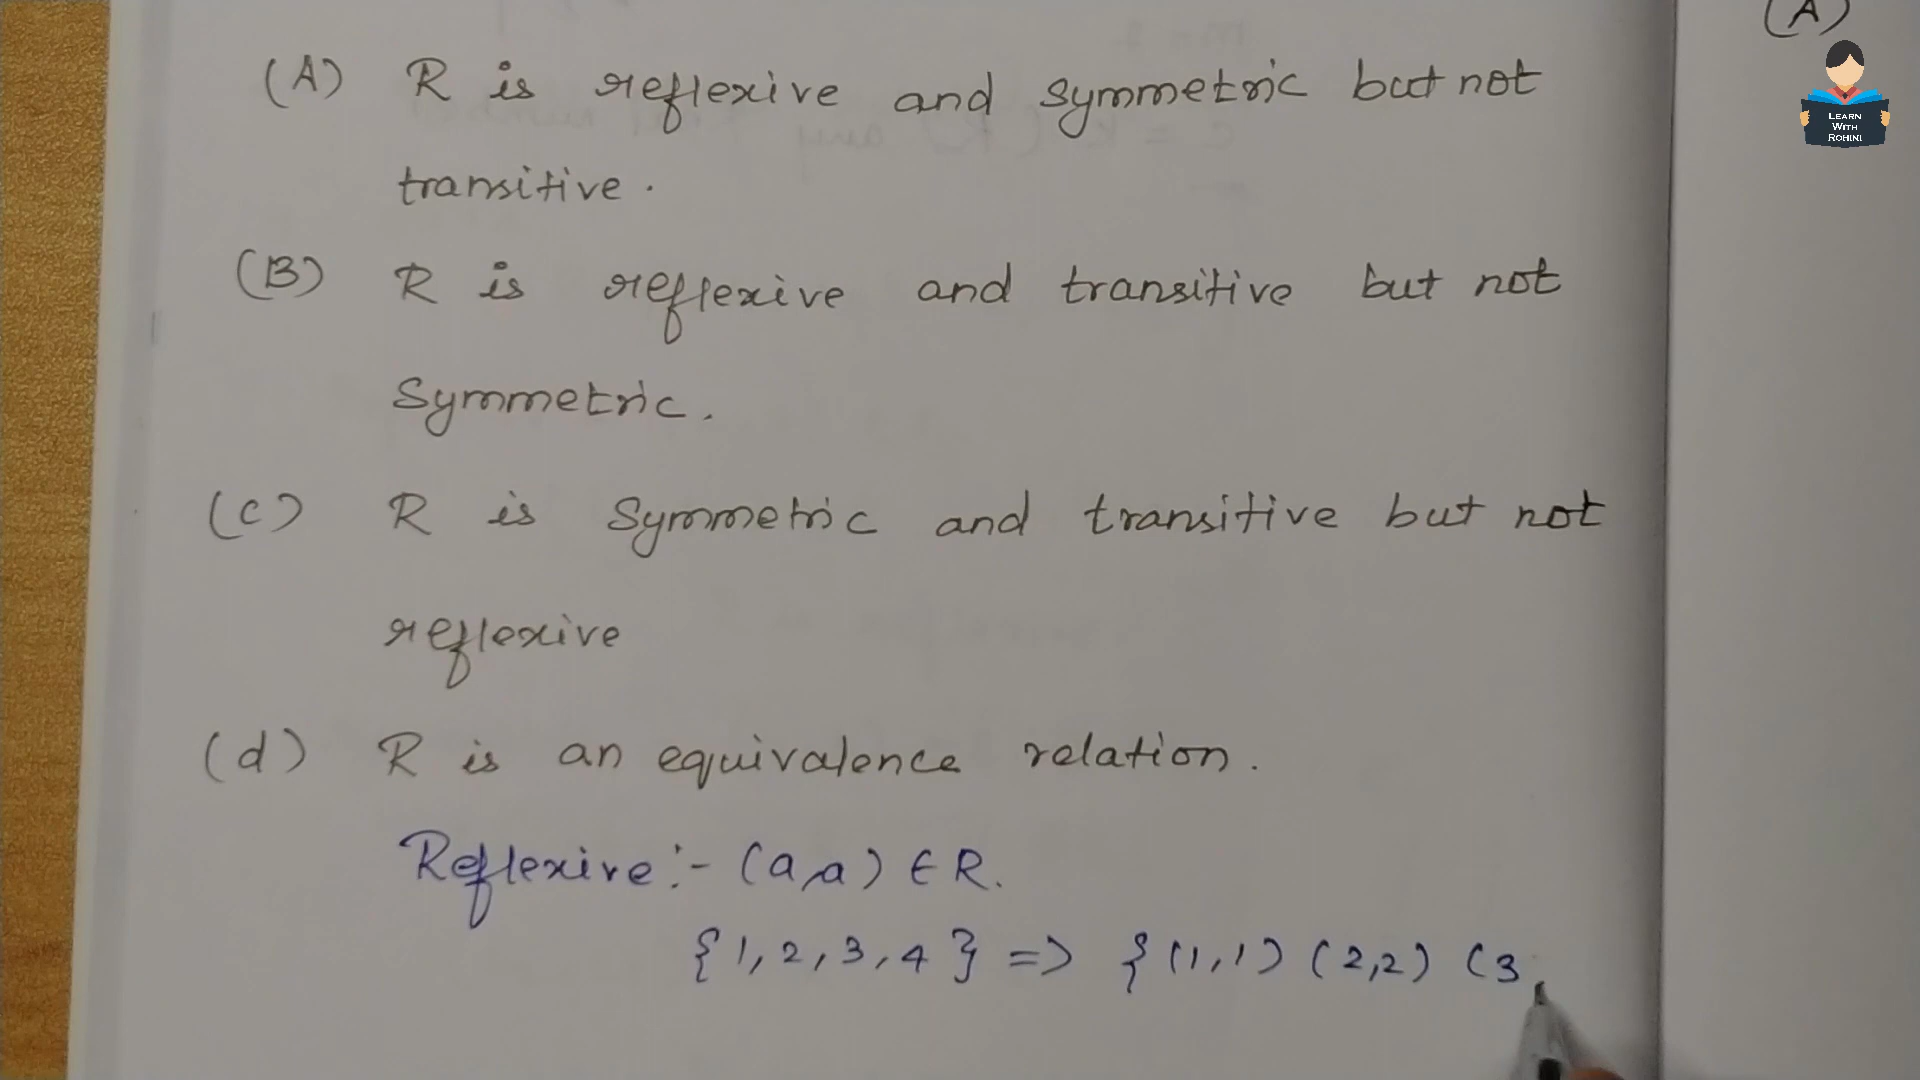 (A)
LEARN
WITH
ROHINI
(A) R is reflexive and symmetric but not
transitive.
(B) R is reflexive and transitive but not
Symmetric.
(c) R is Symmetric and transitive but not
reflexive
(d) R is an equivalence relation.
Reflexive :- (a,a) ∈ R.
{1,2,3,4} => {(1,1) (2,2) (3,